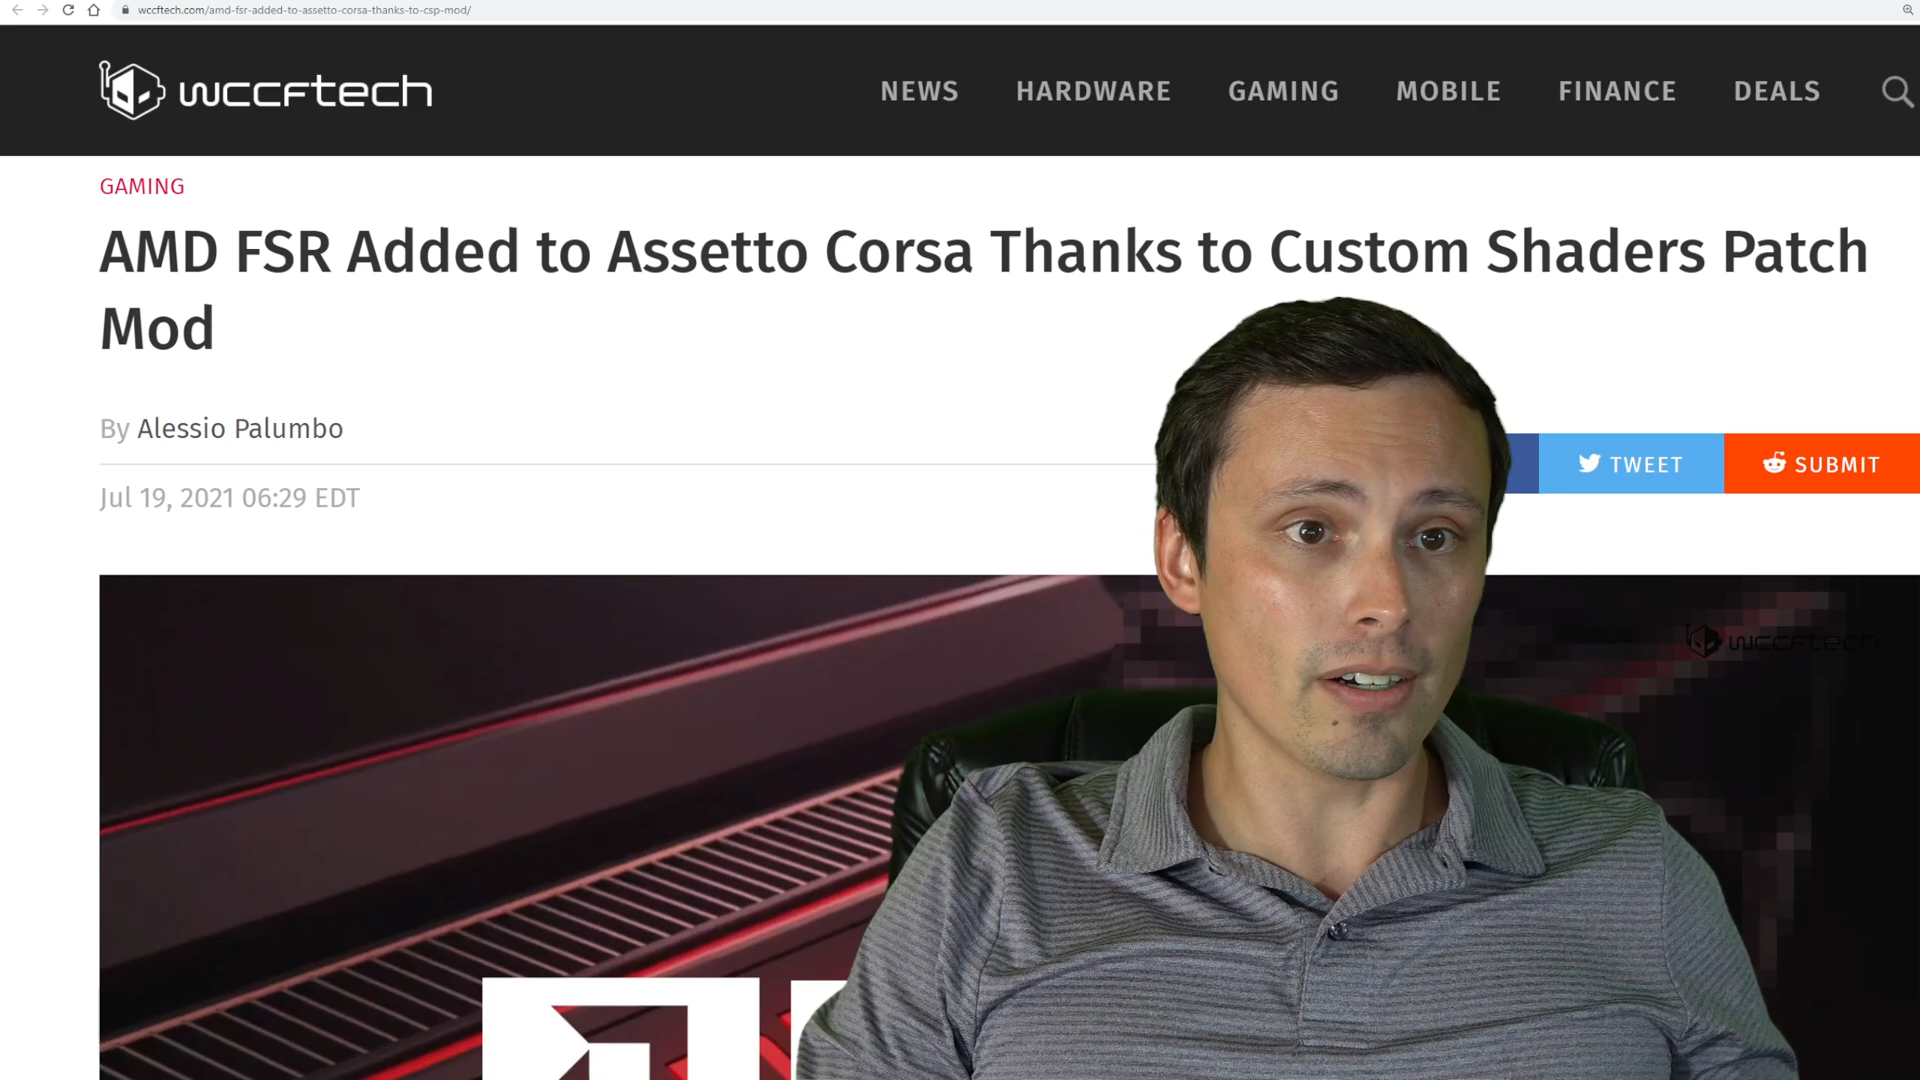 wccftech.com/amd-fsr-added-to-assetto-corsa-thanks-to-csp-mod/
wccftech
NEWS HARDWARE GAMING MOBILE FINANCE DEALS
GAMING
AMD FSR Added to Assetto Corsa Thanks to Custom Shaders Patch
Mod
By Alessio Palumbo
TWEET SUBMIT
Jul 19, 2021 06:29 EDT
wccftech